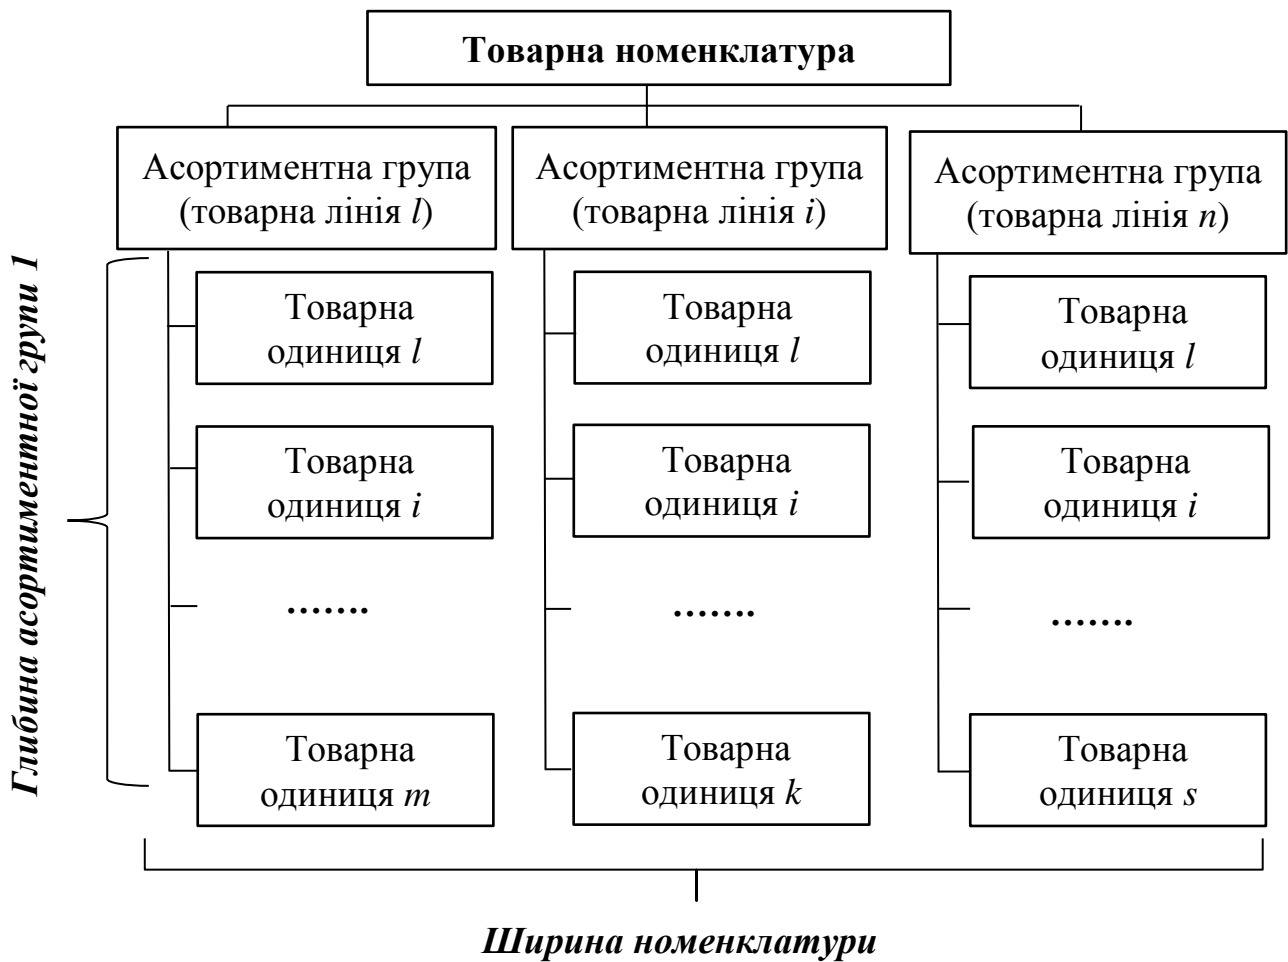 Товарна номенклатура
Асортиментна група
(товарна лінія l)
Асортиментна група
(товарна лінія i)
Асортиментна група
(товарна лінія n)
Глибина асортиментної групи 1
Товарна
одиниця l
Товарна
одиниця i
.......
Товарна
одиниця m
Товарна
одиниця l
Товарна
одиниця i
.......
Товарна
одиниця k
Товарна
одиниця l
Товарна
одиниця i
.......
Товарна
одиниця s
Ширина номенклатури